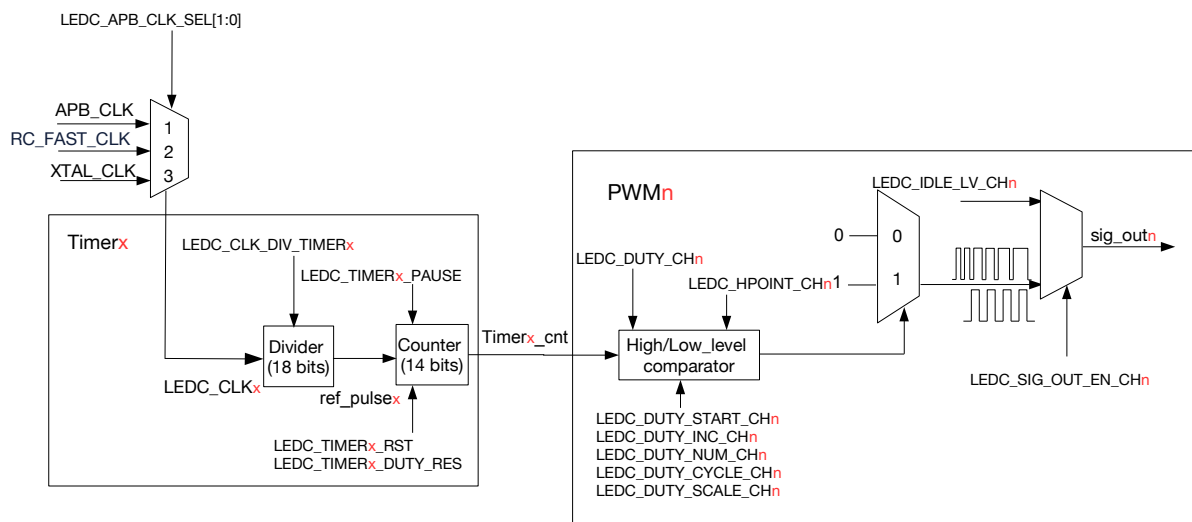 LEDC_APB_CLK_SEL[1:0]
APB_CLK
RC_FAST_CLK
XTAL_CLK
1
2
3
Timerx
LEDC_CLK_DIV_TIMERx
LEDC_TIMERx_PAUSE
Divider
(18 bits)
Counter
(14 bits)
LEDC_CLKx
ref_pulsex
LEDC_TIMERx_RST
LEDC_TIMERx_DUTY_RES
Timerx_cnt
PWMn
LEDC_IDLE_LV_CHn
LEDC_DUTY_CHn
LEDC_HPOINT_CHn
0
1
0
1
sig_outn
High/Low_level
comparator
LEDC_SIG_OUT_EN_CHn
LEDC_DUTY_START_CHn
LEDC_DUTY_INC_CHn
LEDC_DUTY_NUM_CHn
LEDC_DUTY_CYCLE_CHn
LEDC_DUTY_SCALE_CHn